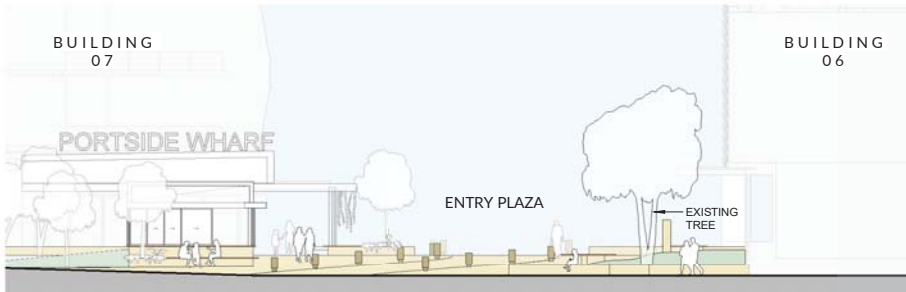 BUILDING
07
BUILDING
06
PORTSIDE WHARF
ENTRY PLAZA
EXISTING
TREE